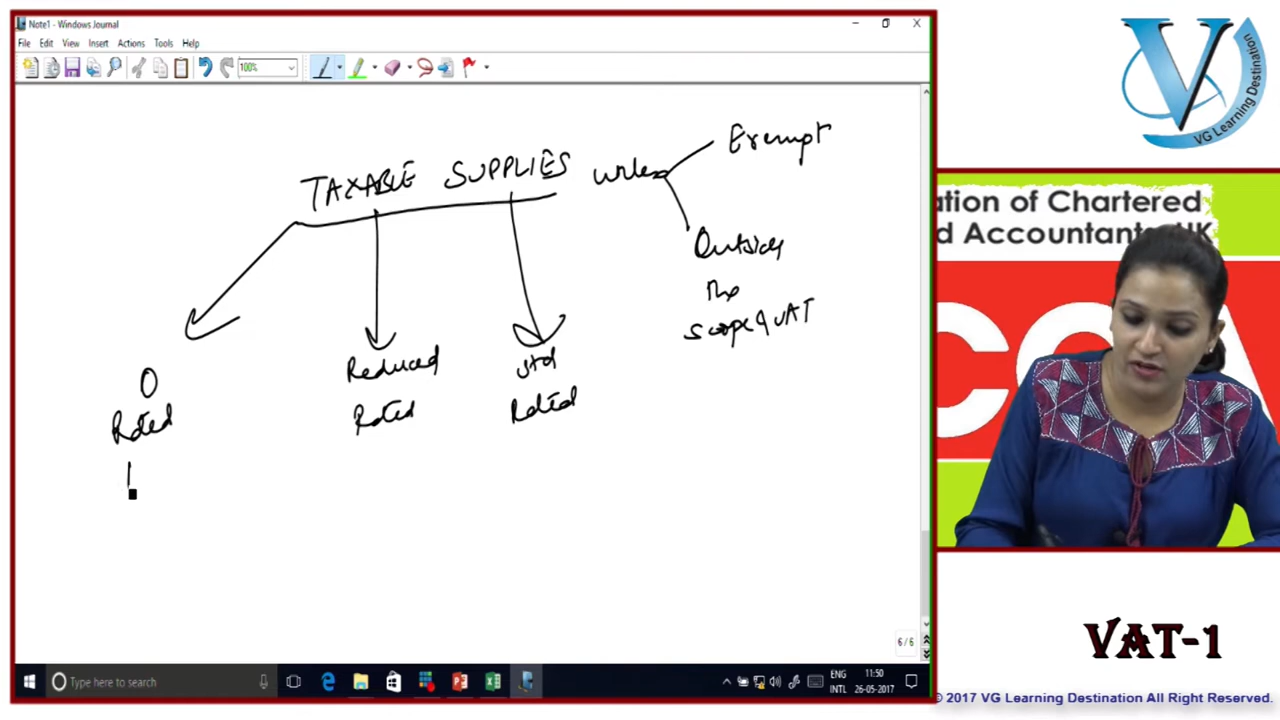 Note1 - Windows Journal
File Edit View Insert Actions Tools Help
100%
TAXABLE SUPPLIES unless
Exempt
Outside
the
scope of VAT
0
Rated
Reduced
Rated
Std
Rated
6 / 6
Type here to search
ENG
INTL
11:50
26-05-2017
V
VG Learning Destination
ation of Chartered
d Accountants UK
VAT-1
© 2017 VG Learning Destination All Right Reserved.